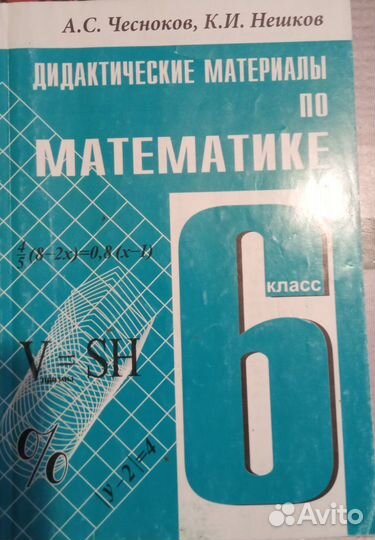 А.С. Чесноков, К.И. Нешков
ДИДАКТИЧЕСКИЕ МАТЕРИАЛЫ
ПО
МАТЕМАТИКЕ
6
класс
4/5 (8–2x)=0,8(x–1)
V призмы = SH
%
|y–2|=4
Avito